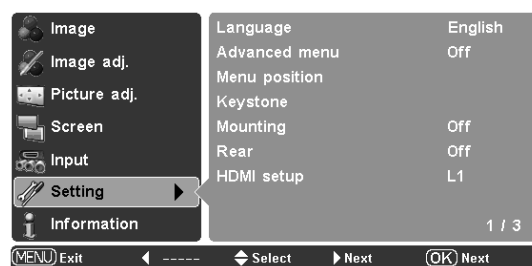 Image
Image adj.
Picture adj.
Screen
Input
Setting
Information
Language English
Advanced menu Off
Menu position
Keystone
Mounting Off
Rear Off
HDMI setup L1
1 / 3
MENU Exit ◀ ----- Select Next OK Next